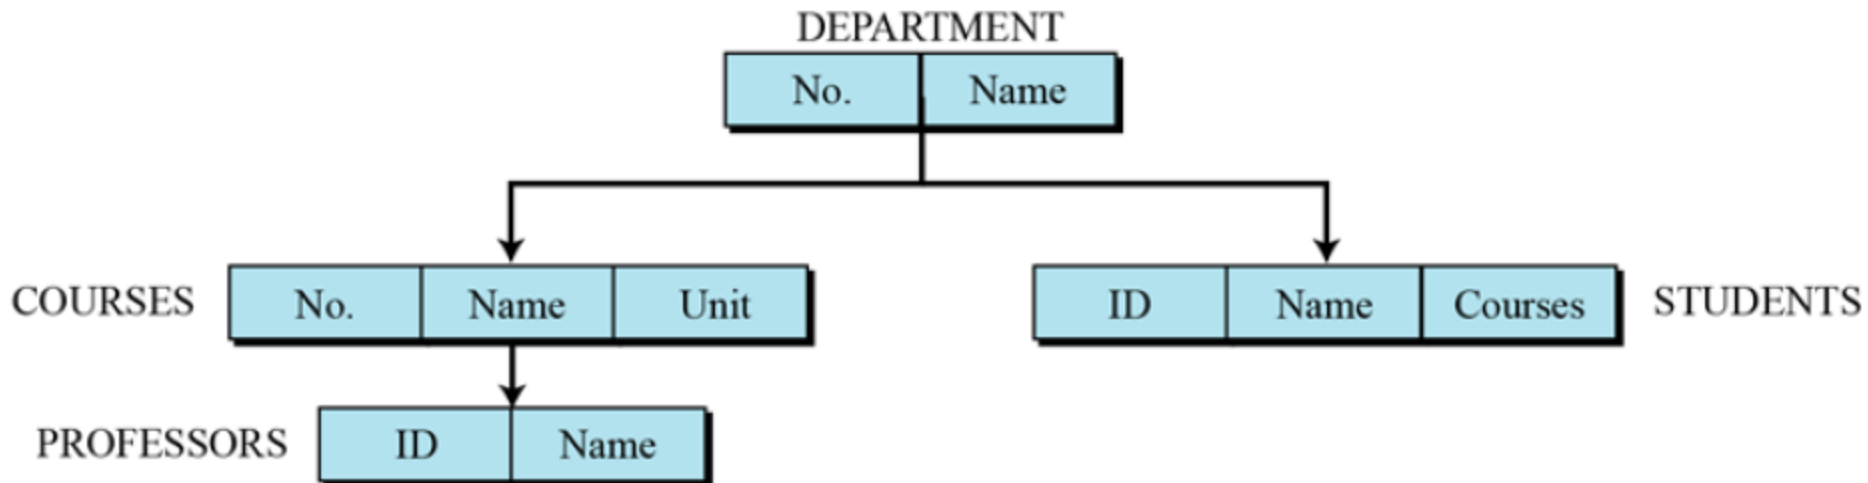 DEPARTMENT
No. Name
COURSES No. Name Unit
ID Name Courses STUDENTS
PROFESSORS ID Name